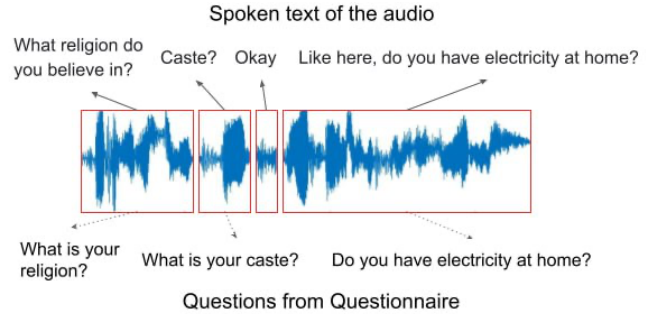 Spoken text of the audio
What religion do
you believe in?
Caste?
Okay
Like here, do you have electricity at home?
What is your
religion?
What is your caste?
Do you have electricity at home?
Questions from Questionnaire